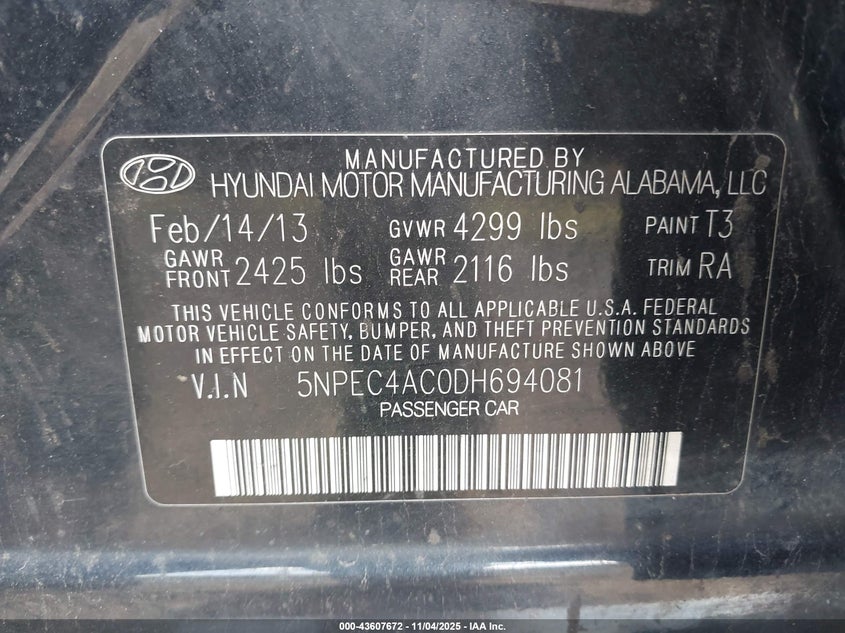 MANUFACTURED BY
HYUNDAI MOTOR MANUFACTURING ALABAMA, LLC
Feb/14/13 GVWR 4299 lbs PAINT T3
GAWR FRONT 2425 lbs GAWR REAR 2116 lbs TRIM RA
THIS VEHICLE CONFORMS TO ALL APPLICABLE U.S.A. FEDERAL
MOTOR VEHICLE SAFETY, BUMPER, AND THEFT PREVENTION STANDARDS
IN EFFECT ON THE DATE OF MANUFACTURE SHOWN ABOVE
V.I.N 5NPEC4AC0DH694081
PASSENGER CAR
000-43607672 - 11/04/2025 - IAA Inc.